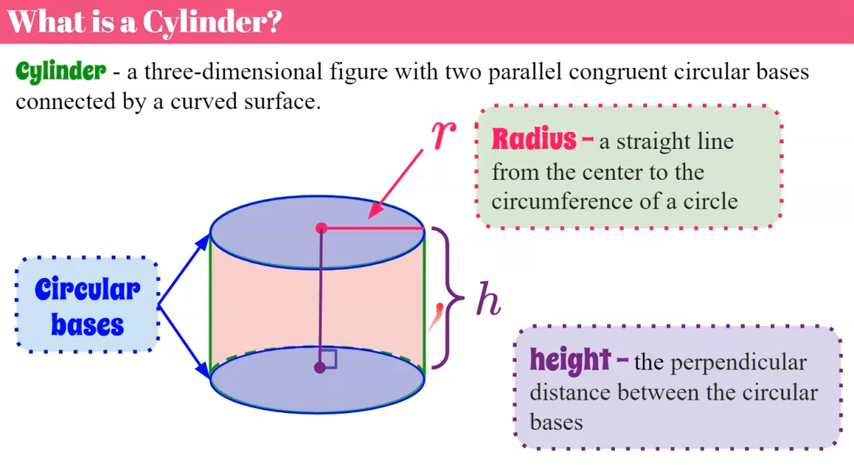 What is a Cylinder?
Cylinder - a three-dimensional figure with two parallel congruent circular bases
connected by a curved surface.
r
Radius - a straight line
from the center to the
circumference of a circle
Circular
bases
h
height - the perpendicular
distance between the circular
bases